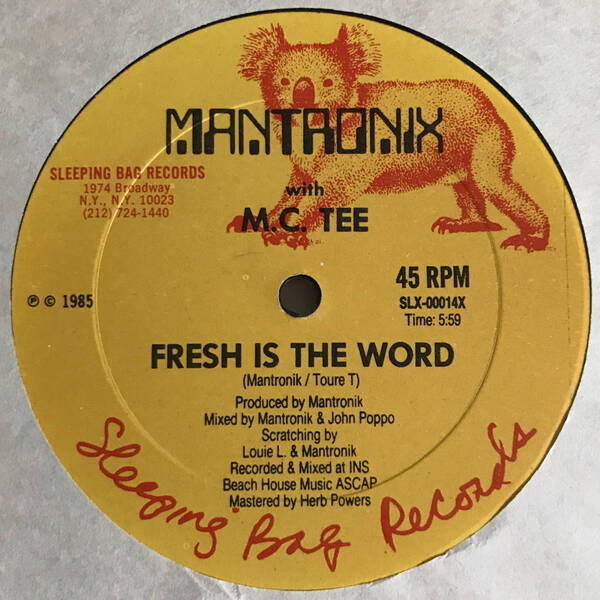 MANTRONIX
SLEEPING BAG RECORDS
1974 Broadway
N.Y., N.Y. 10023
(212) 724-1440
with
M.C. TEE
℗ © 1985
45 RPM
SLX-00014X
Time: 5:59
FRESH IS THE WORD
(Mantronik / Toure T)
Produced by Mantronik
Mixed by Mantronik & John Poppo
Scratching by
Louie L. & Mantronik
Recorded & Mixed at INS
Beach House Music ASCAP
Mastered by Herb Powers
Sleeping Bag Records